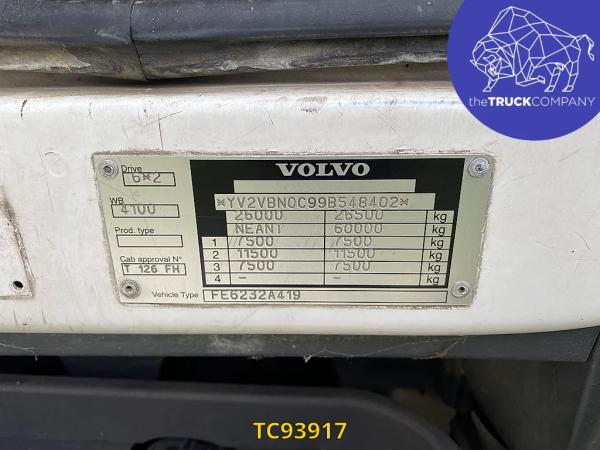 theTRUCKCOMPANY
VOLVO
Drive
6*2
*YV2VBN0C99B548402*
WB
4100
26000 26500 kg
NEANT 60000 kg
Prod. type
1 7500 7500 kg
2 11500 11500 kg
Cab approval N°
3 7500 7500 kg
T 126 FH
4 - - kg
Vehicle Type FE6232A419
TC93917